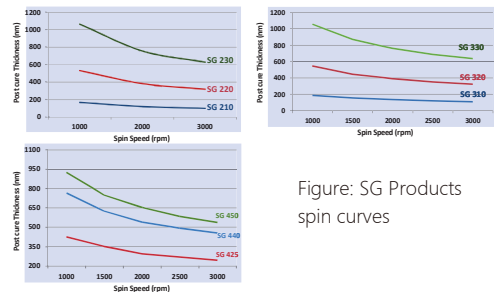 Post cure Thickness (nm)
1200
1000
800
600
400
200
0
SG 230
SG 220
SG 210
1000 2000 3000
Spin Speed (rpm)
Post cure Thickness (nm)
1200
1000
800
600
400
200
0
SG 330
SG 320
SG 310
1000 1500 2000 2500 3000
Spin Speed (rpm)
Post cure Thickness (nm)
1100
950
800
650
500
350
200
SG 450
SG 440
SG 425
1000 1500 2000 2500 3000
Spin Speed (rpm)
Figure: SG Products
spin curves